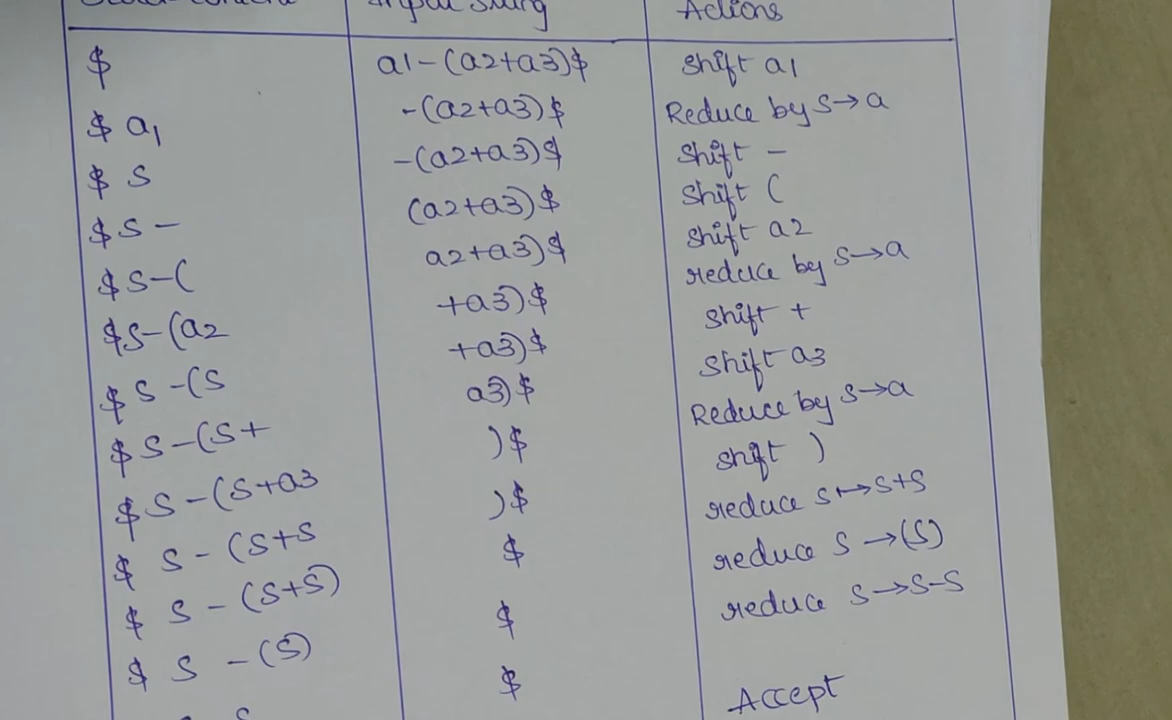 Actions
$ a1-(a2+a3)$ Shift a1
$ a1 -(a2+a3)$ Reduce by S→a
$ S -(a2+a3)$ Shift -
$S- (a2+a3)$ Shift (
$S-( a2+a3)$ Shift a2
$S-(a2 +a3)$ reduce by S→a
$ S -(S +a3)$ Shift +
$ S-(S+ a3)$ Shift a3
$ S-(S+a3 )$ Reduce by S→a
$ S - (S+S )$ shift )
$ S - (S+S) $ reduce S→S+S
$ S -(S) $ reduce S →(S)
S $ reduce S→S-S
Accept